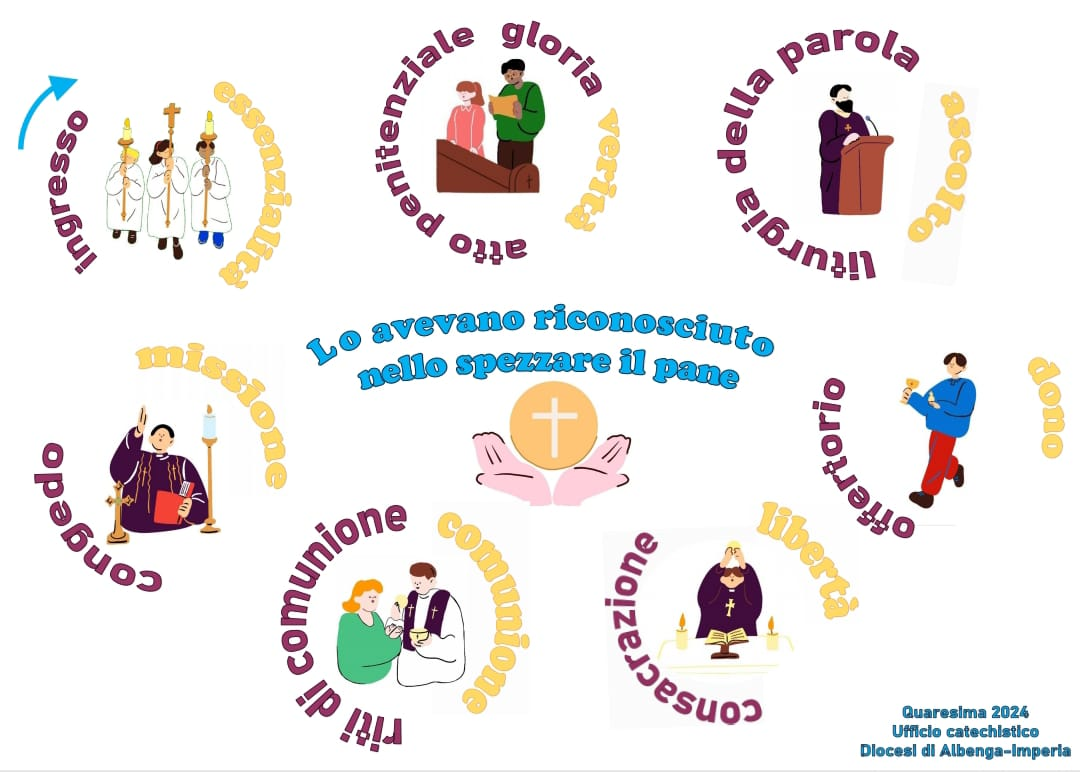 ingresso
essenzialità
atto penitenziale gloria
verità
liturgia della parola
ascolto
Lo avevano riconosciuto
nello spezzare il pane
offertorio
dono
consacrazione
libertà
riti di comunione
comunione
congedo
missione
Quaresima 2024
Ufficio catechistico
Diocesi di Albenga-Imperia